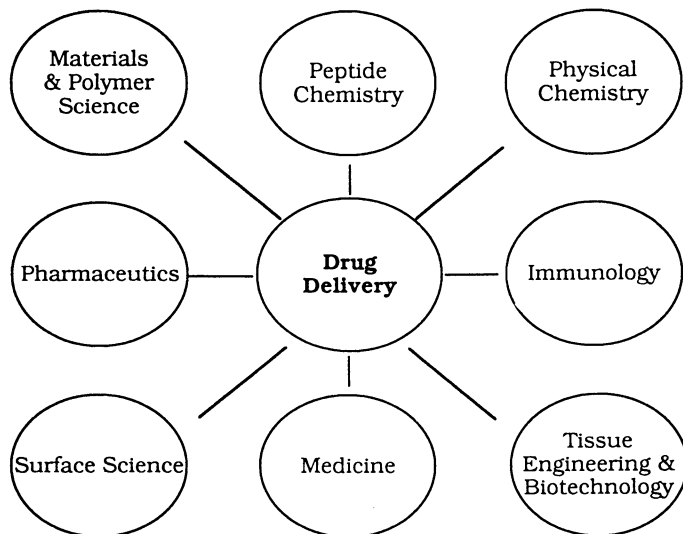 Materials
& Polymer
Science
Peptide
Chemistry
Physical
Chemistry
Pharmaceutics
Drug
Delivery
Immunology
Surface Science
Medicine
Tissue
Engineering &
Biotechnology